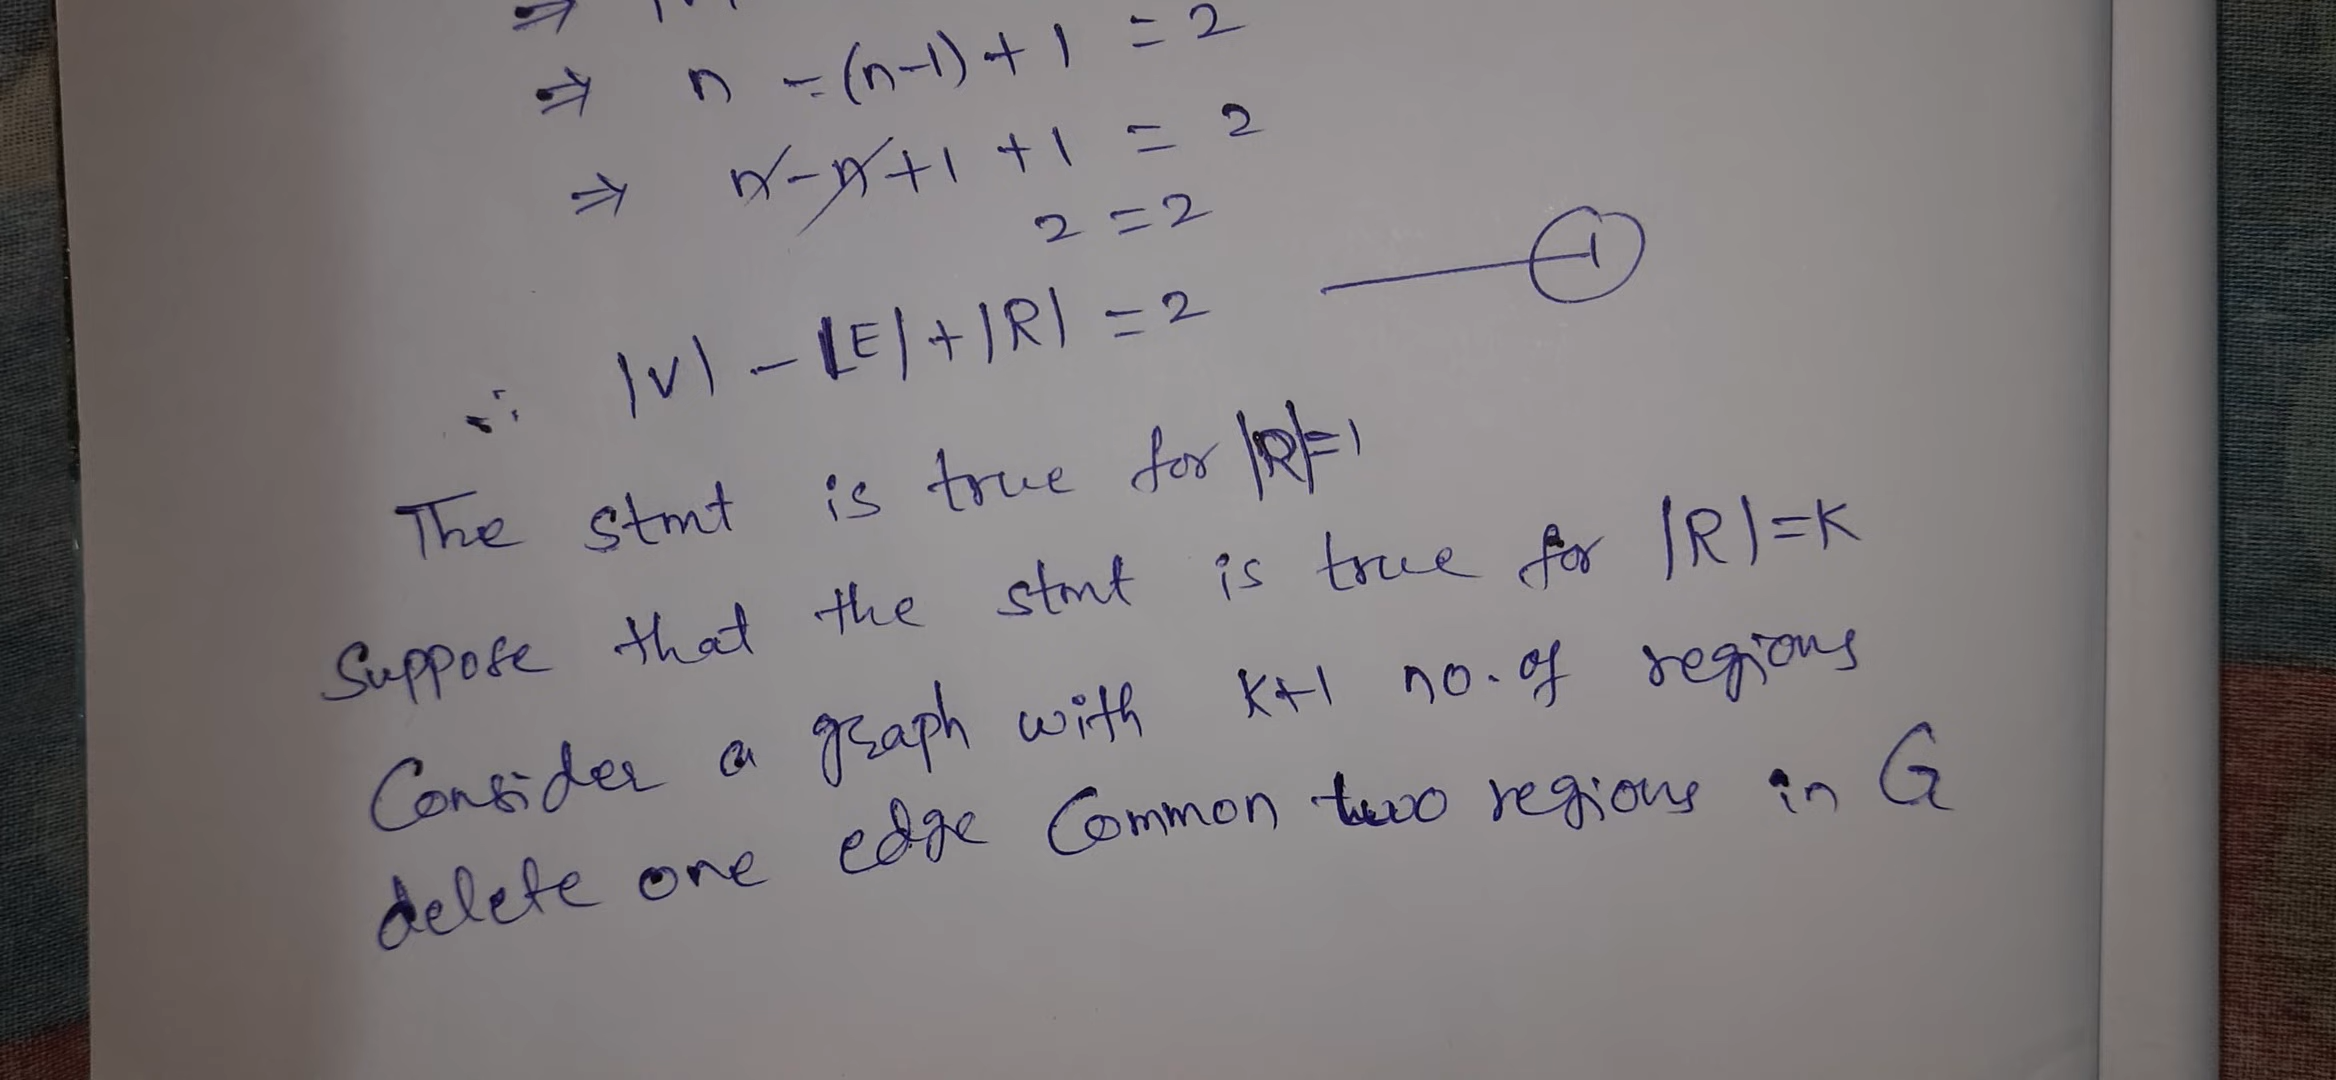 ⇒ n - (n-1) + 1 = 2
⇒ n - n + 1 + 1 = 2
2 = 2
①
∴ |V| - |E| + |R| = 2
The stmt is true for |R|=1
Suppose that the stmt is true for |R|=K
Consider a graph with K+1 no. of regions
delete one edge Common two regions in G